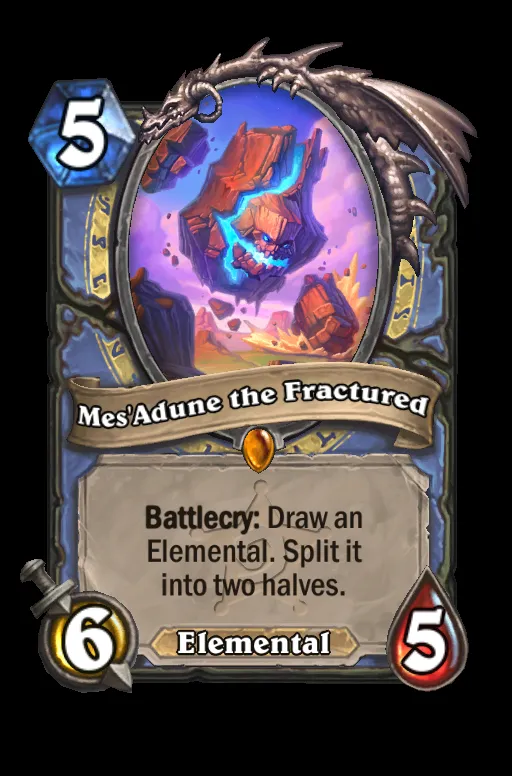 5
Mes'Adune the Fractured
Battlecry: Draw an
Elemental. Split it
into two halves.
6
Elemental
5